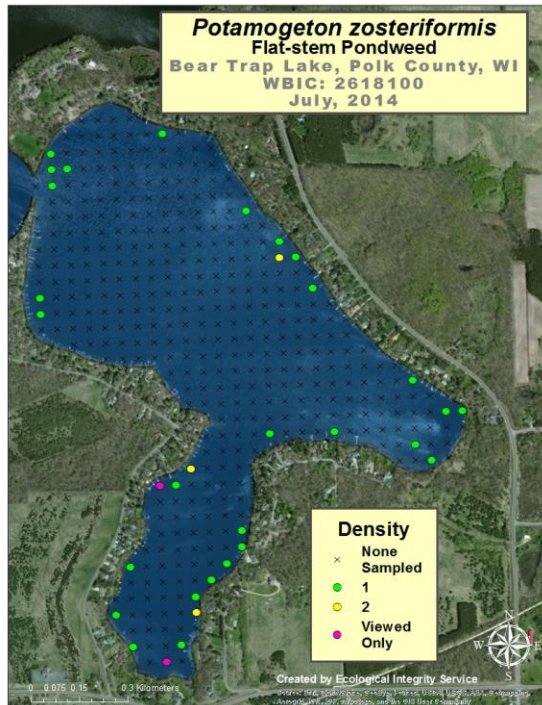 Potamogeton zosteriformis
Flat-stem Pondweed
Bear Trap Lake, Polk County, WI
WBIC: 2618100
July, 2014
Density
None
Sampled
1
2
Viewed
Only
N
W E
S
Created by Ecological Integrity Service
0 0.075 0.15 0.3 Kilometers